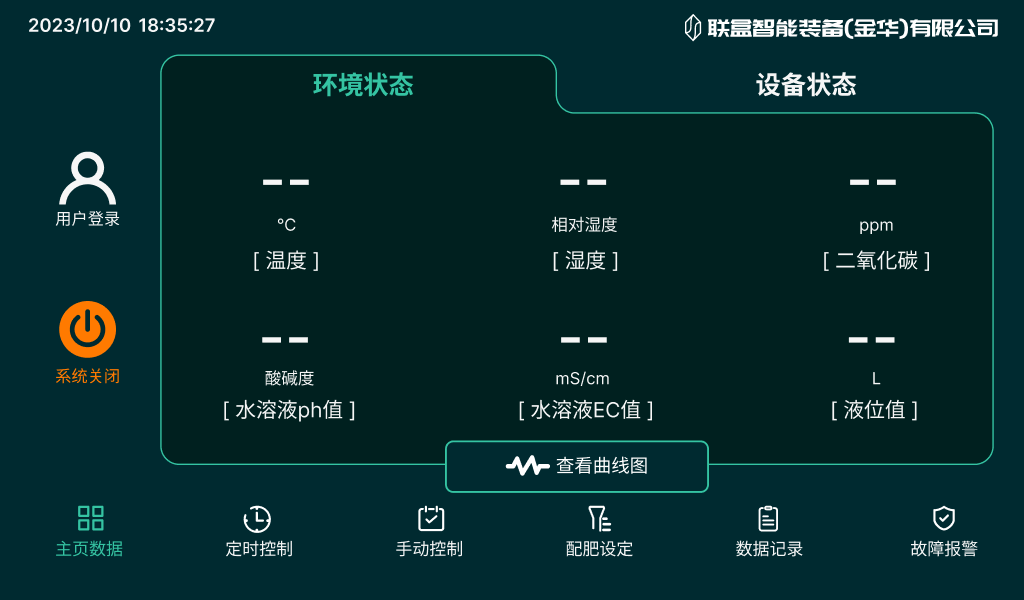 2023/10/10 18:35:27
联盒智能装备(金华)有限公司
环境状态
设备状态
用户登录
系统关闭
-- -- --
℃ 相对湿度 ppm
[ 温度 ] [ 湿度 ] [ 二氧化碳 ]
-- -- --
酸碱度 mS/cm L
[ 水溶液ph值 ] [ 水溶液EC值 ] [ 液位值 ]
查看曲线图
主页数据 定时控制 手动控制 配肥设定 数据记录 故障报警